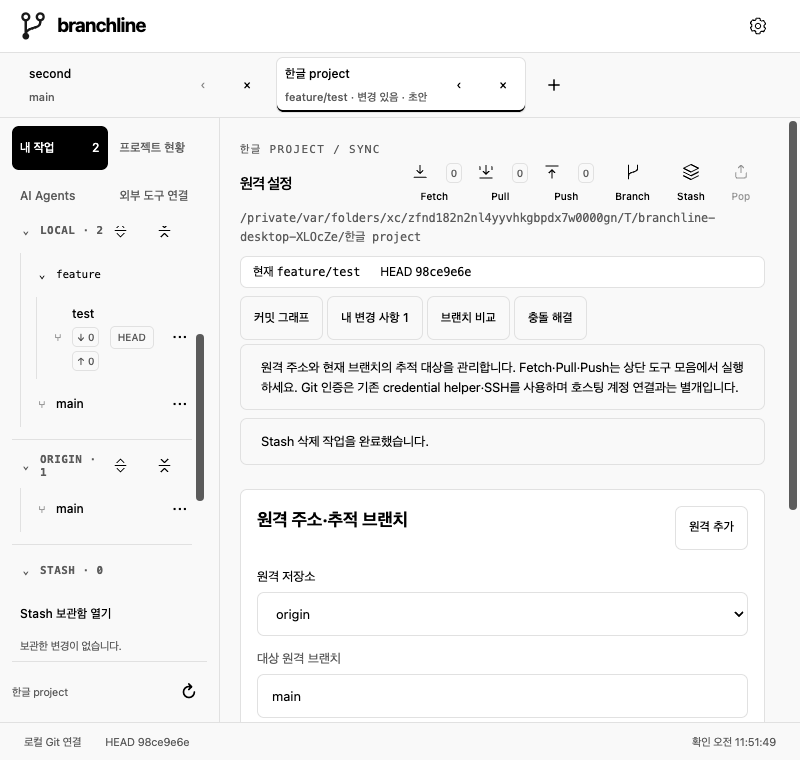 branchline
second
main
한글 project
feature/test · 변경 있음 · 초안
내 작업 2
프로젝트 현황
AI Agents
외부 도구 연결
LOCAL · 2
feature
test
↓ 0
HEAD
↑ 0
main
ORIGIN · 1
main
STASH · 0
Stash 보관함 열기
보관한 변경이 없습니다.
한글 project
한글 PROJECT / SYNC
원격 설정
0
0
0
Fetch
Pull
Push
Branch
Stash
Pop
/private/var/folders/xc/zfnd182n2nl4yyvhkgbpdx7w0000gn/T/branchline-
desktop-XLOcZe/한글 project
현재 feature/test HEAD 98ce9e6e
커밋 그래프
내 변경 사항 1
브랜치 비교
충돌 해결
원격 주소와 현재 브랜치의 추적 대상을 관리합니다. Fetch·Pull·Push는 상단 도구 모음에서 실행
하세요. Git 인증은 기존 credential helper·SSH를 사용하며 호스팅 계정 연결과는 별개입니다.
Stash 삭제 작업을 완료했습니다.
원격 주소·추적 브랜치
원격 추가
원격 저장소
origin
대상 원격 브랜치
main
로컬 Git 연결
HEAD 98ce9e6e
확인 오전 11:51:49